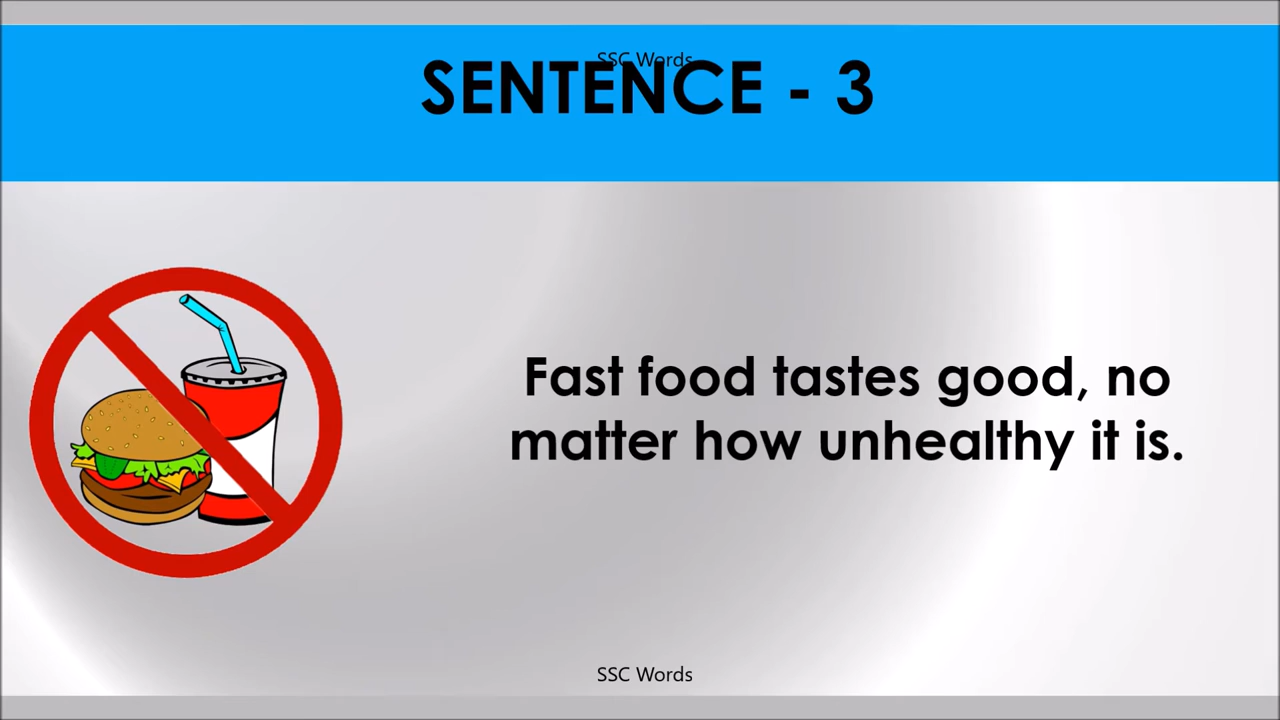 SSC Words
SENTENCE - 3
Fast food tastes good, no
matter how unhealthy it is.
SSC Words